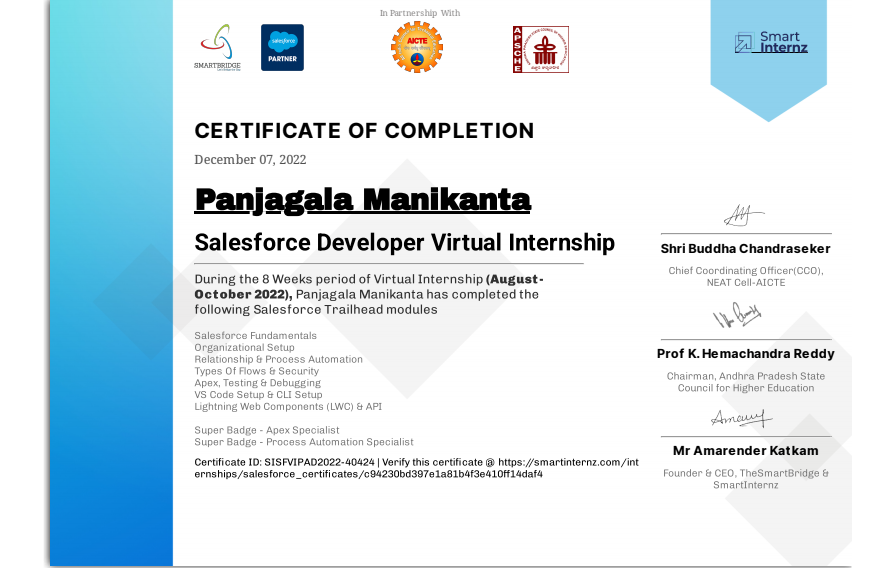 In Partnership With
SMARTBRIDGE
salesforce
PARTNER
AICTE
APSCHE
Smart
Internz
CERTIFICATE OF COMPLETION
December 07, 2022
Panjagala Manikanta
Salesforce Developer Virtual Internship
During the 8 Weeks period of Virtual Internship (August-
October 2022), Panjagala Manikanta has completed the
following Salesforce Trailhead modules
Salesforce Fundamentals
Organizational Setup
Relationship & Process Automation
Types Of Flows & Security
Apex, Testing & Debugging
VS Code Setup & CLI Setup
Lightning Web Components (LWC) & API
Super Badge - Apex Specialist
Super Badge - Process Automation Specialist
Certificate ID: SISFVIPAD2022-40424 | Verify this certificate @ https://smartinternz.com/int
ernships/salesforce_certificates/c94230bd397e1a81b4f3e410ff14daf4
Shri Buddha Chandraseker
Chief Coordinating Officer(CCO),
NEAT Cell-AICTE
Prof K. Hemachandra Reddy
Chairman, Andhra Pradesh State
Council for Higher Education
Mr Amarender Katkam
Founder & CEO, TheSmartBridge &
SmartInternz